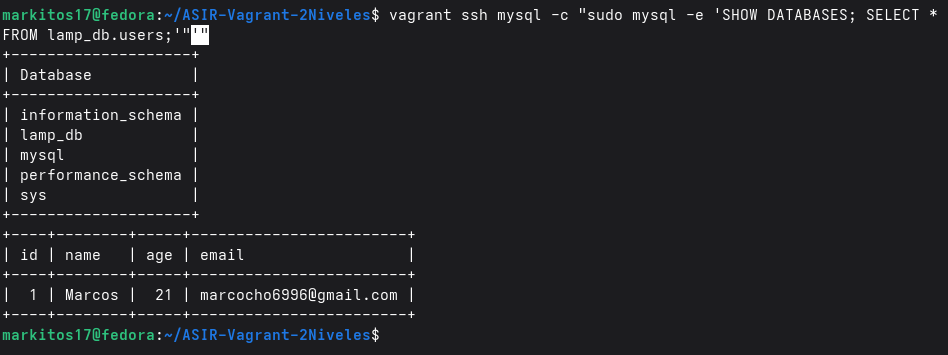 markitos17@fedora:~/ASIR-Vagrant-2Niveles$ vagrant ssh mysql -c "sudo mysql -e 'SHOW DATABASES; SELECT *
FROM lamp_db.users;'"'"
+--------------------+
| Database           |
+--------------------+
| information_schema |
| lamp_db            |
| mysql              |
| performance_schema |
| sys                |
+--------------------+
+----+--------+-----+------------------------+
| id | name   | age | email                  |
+----+--------+-----+------------------------+
|  1 | Marcos |  21 | marcocho6996@gmail.com |
+----+--------+-----+------------------------+
markitos17@fedora:~/ASIR-Vagrant-2Niveles$